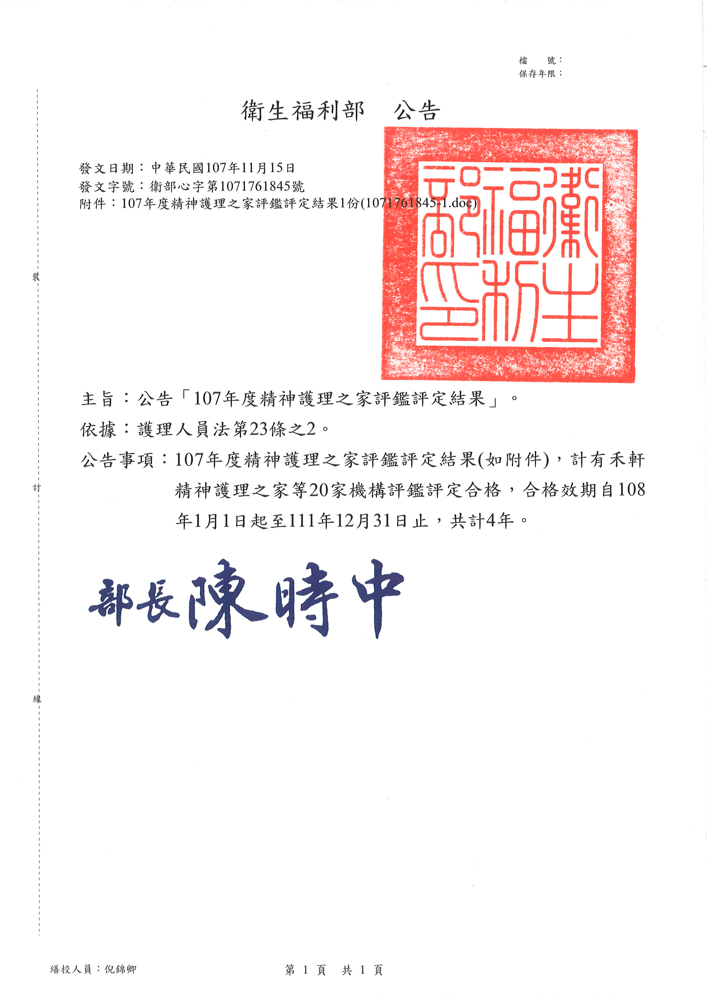 檔　　號：
保存年限：
衛生福利部　公告
發文日期：中華民國107年11月15日
發文字號：衛部心字第1071761845號
附件：107年度精神護理之家評鑑評定結果1份(1071761845-1.doc)
衛生福利部印
主旨：公告「107年度精神護理之家評鑑評定結果」。
依據：護理人員法第23條之2。
公告事項：107年度精神護理之家評鑑評定結果(如附件)，計有禾軒
精神護理之家等20家機構評鑑評定合格，合格效期自108
年1月1日起至111年12月31日止，共計4年。
部長陳時中
裝
訂
線
繕校人員：倪錦卿
第 1 頁　共 1 頁